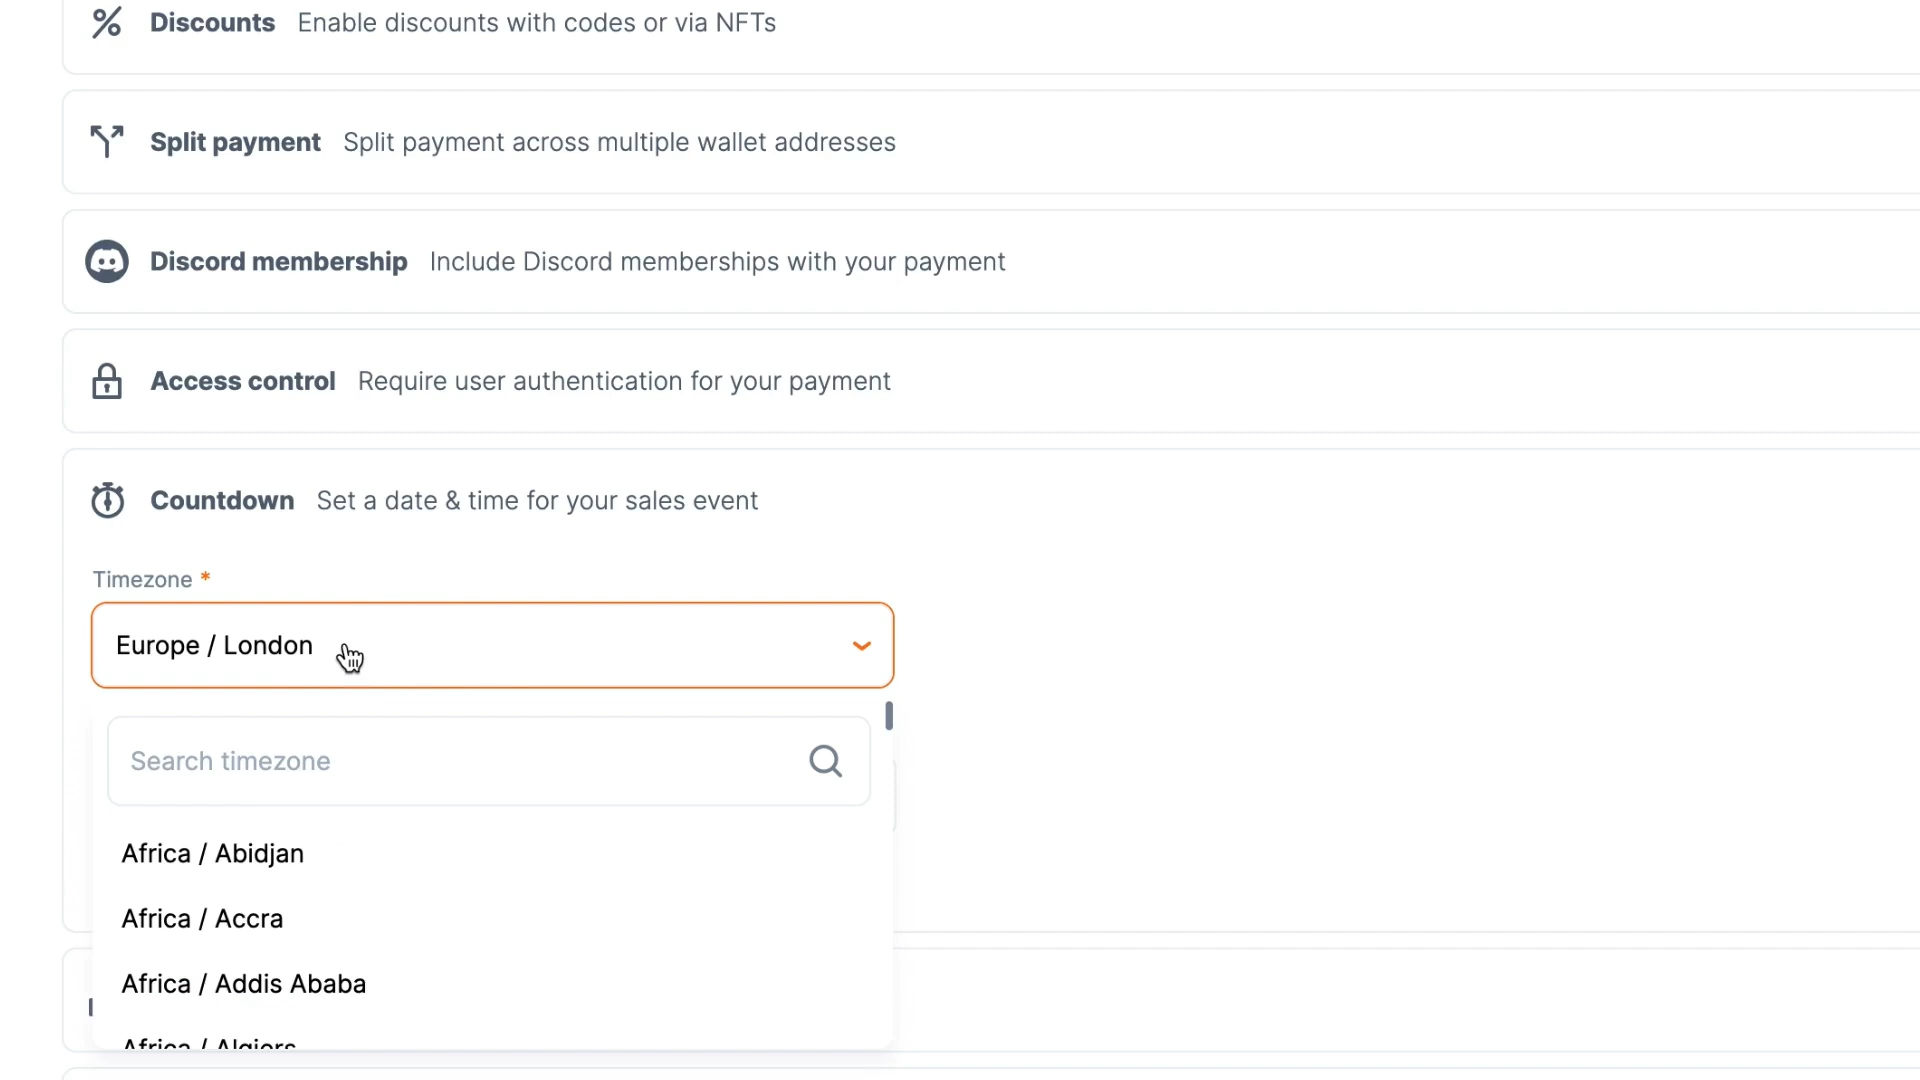 Discounts Enable discounts with codes or via NFTs
Split payment Split payment across multiple wallet addresses
Discord membership Include Discord memberships with your payment
Access control Require user authentication for your payment
Countdown Set a date & time for your sales event
Timezone *
Europe / London
Search timezone
Africa / Abidjan
Africa / Accra
Africa / Addis Ababa
Africa / Algiers